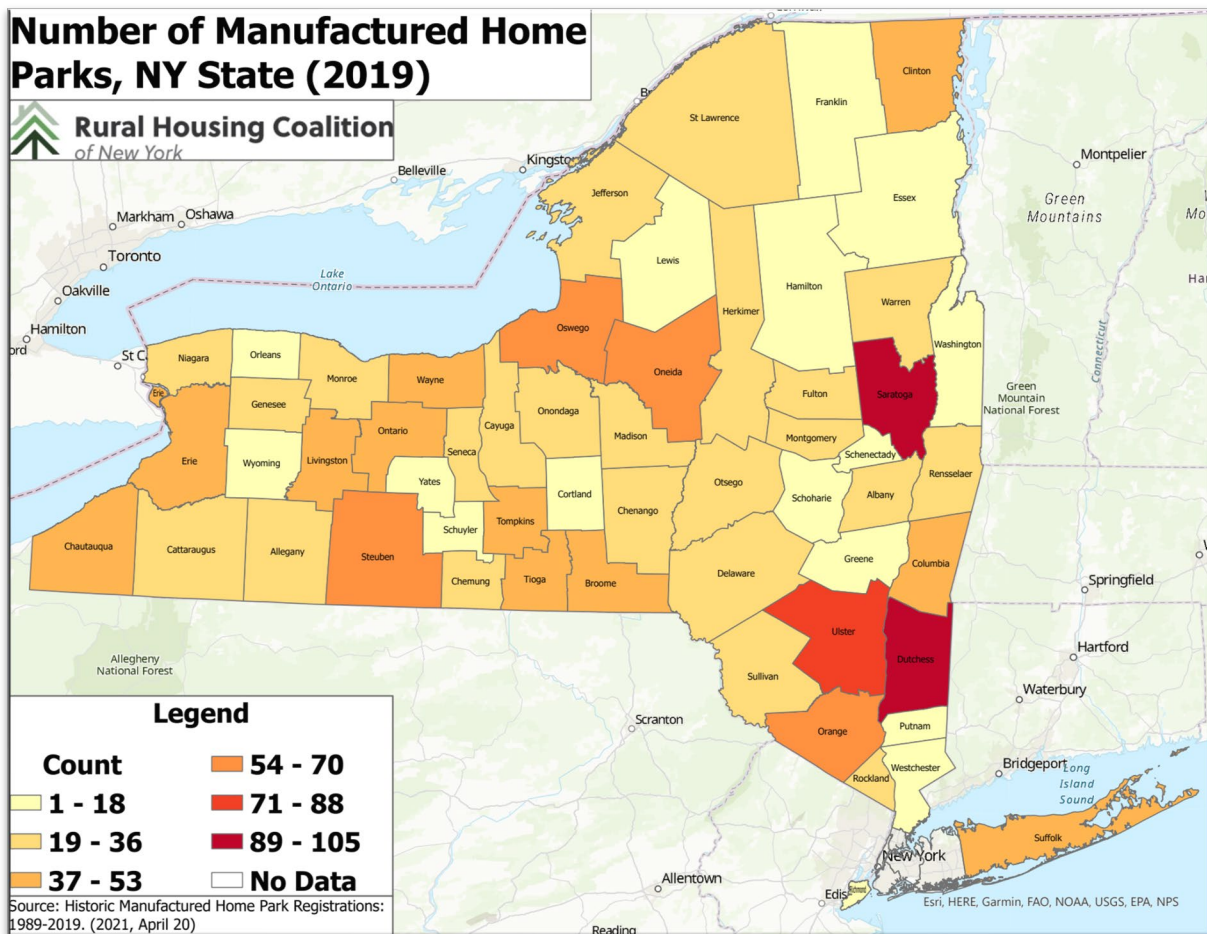 Number of Manufactured Home
Parks, NY State (2019)
Rural Housing Coalition
of New York
Clinton
Franklin
St Lawrence
Montpelier
Kingsto
Belleville
Jefferson
Essex
Green
Mountains
Markham
Oshawa
Toronto
Lake
Ontario
Lewis
Hamilton
Oakville
Warren
Herkimer
Washington
Hamilton
Oswego
Oneida
Connecticut
St C
Niagara
Orleans
Monroe
Wayne
Saratoga
Green
Mountain
National Forest
Erie
Genesee
Fulton
Onondaga
Cayuga
Madison
Ontario
Montgomery
Seneca
Schenectady
Erie
Wyoming
Livingston
Rensselaer
Yates
Cortland
Otsego
Schoharie
Albany
Chenango
Schuyler
Tompkins
Chautauqua
Cattaraugus
Allegany
Steuben
Greene
Columbia
Delaware
Chemung
Tioga
Broome
Springfield
Ulster
Hartford
Allegheny
National Forest
Dutchess
Sullivan
Waterbury
Scranton
Orange
Putnam
Westchester
Rockland
Bridgeport
Long
Island
Sound
Suffolk
New York
Richmond
Allentown
Edis
Reading
Legend
Count
1 - 18
19 - 36
37 - 53
54 - 70
71 - 88
89 - 105
No Data
Source: Historic Manufactured Home Park Registrations:
1989-2019. (2021, April 20)
Esri, HERE, Garmin, FAO, NOAA, USGS, EPA, NPS